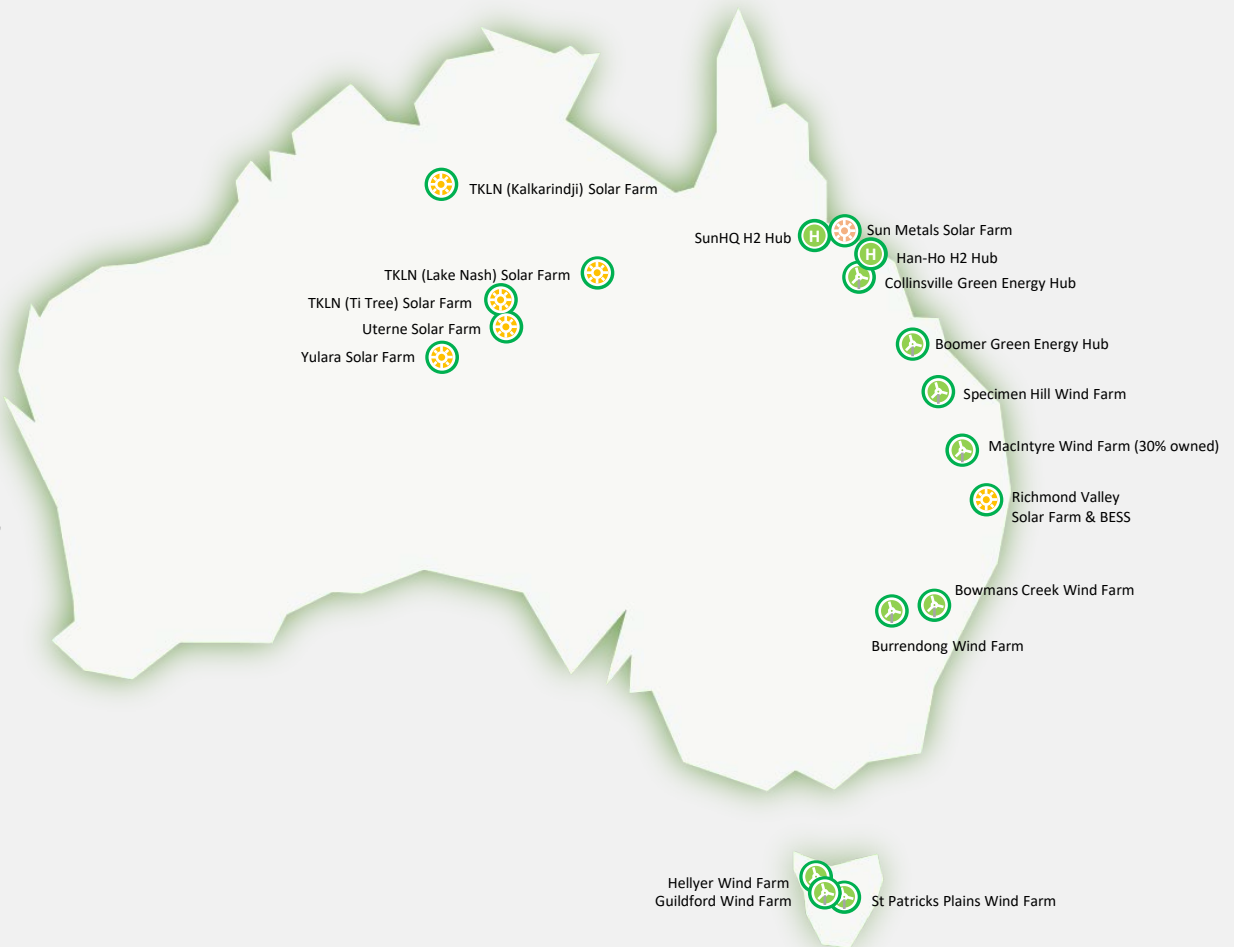 TKLN (Kalkarindji) Solar Farm
SunHQ H2 Hub
H
Sun Metals Solar Farm
H
Han-Ho H2 Hub
TKLN (Lake Nash) Solar Farm
Collinsville Green Energy Hub
TKLN (Ti Tree) Solar Farm
Uterne Solar Farm
Boomer Green Energy Hub
Yulara Solar Farm
Specimen Hill Wind Farm
MacIntyre Wind Farm (30% owned)
Richmond Valley
Solar Farm & BESS
Bowmans Creek Wind Farm
Burrendong Wind Farm
Hellyer Wind Farm
Guildford Wind Farm
St Patricks Plains Wind Farm